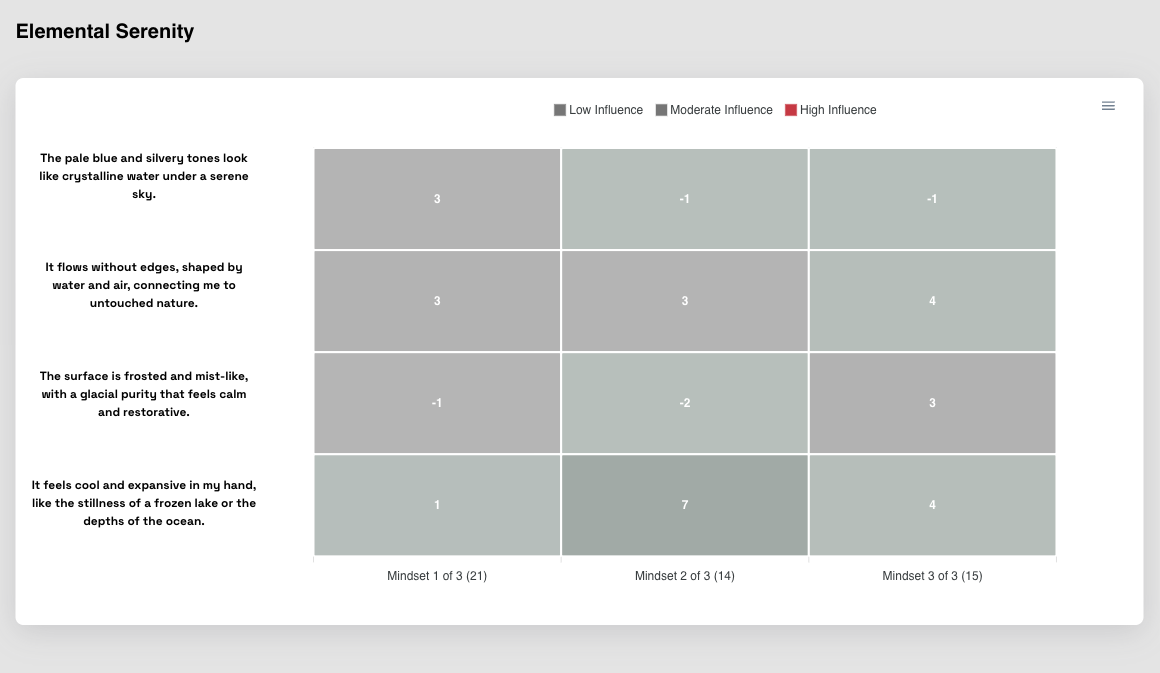 Elemental Serenity
Low Influence Moderate Influence High Influence
The pale blue and silvery tones look
like crystalline water under a serene
sky.
3 -1 -1
It flows without edges, shaped by
water and air, connecting me to
untouched nature.
3 3 4
The surface is frosted and mist-like,
with a glacial purity that feels calm
and restorative.
-1 -2 3
It feels cool and expansive in my hand,
like the stillness of a frozen lake or the
depths of the ocean.
1 7 4
Mindset 1 of 3 (21) Mindset 2 of 3 (14) Mindset 3 of 3 (15)